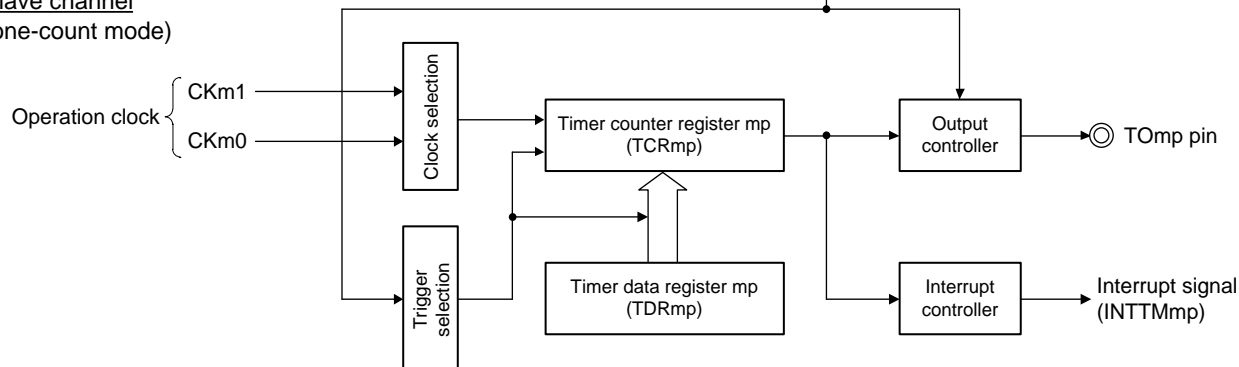 lave channel
one-count mode)
Operation clock
CKm1
CKm0
Clock selection
Timer counter register mp
(TCRmp)
Output
controller
TOmp pin
Trigger
selection
Timer data register mp
(TDRmp)
Interrupt
controller
Interrupt signal
(INTTMmp)